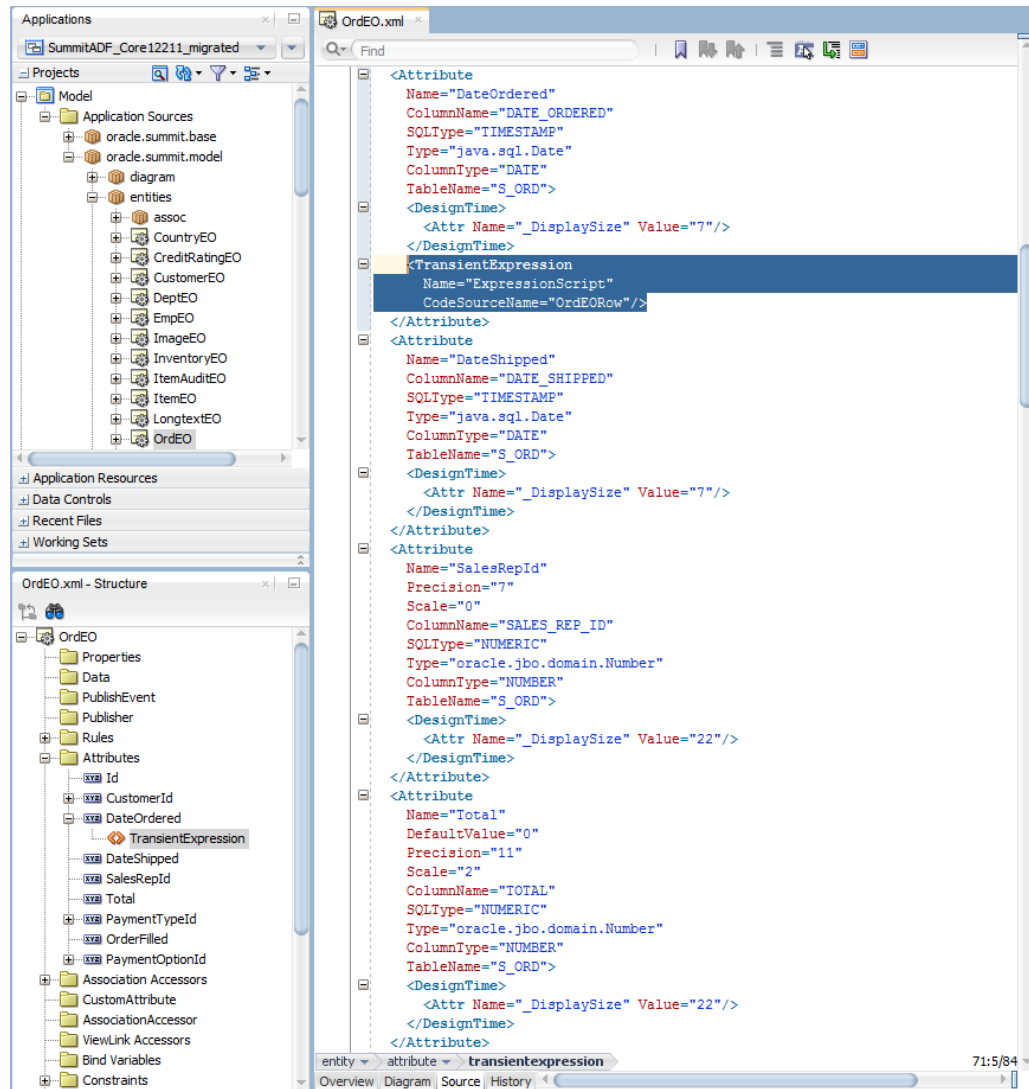 Applications
SummitADF_Core12211_migrated
Projects
Model
Application Sources
oracle.summit.base
oracle.summit.model
diagram
entities
assoc
CountryEO
CreditRatingEO
CustomerEO
DeptEO
EmpEO
ImageEO
InventoryEO
ItemAuditEO
ItemEO
LongtextEO
OrdEO
Application Resources
Data Controls
Recent Files
Working Sets
OrdEO.xml - Structure
OrdEO
Properties
Data
PublishEvent
Publisher
Rules
Attributes
Id
CustomerId
DateOrdered
TransientExpression
DateShipped
SalesRepId
Total
PaymentTypeId
OrderFilled
PaymentOptionId
Association Accessors
CustomAttribute
AssociationAccessor
ViewLink Accessors
Bind Variables
Constraints
OrdEO.xml
Find
<Attribute
Name="DateOrdered"
ColumnName="DATE_ORDERED"
SQLType="TIMESTAMP"
Type="java.sql.Date"
ColumnType="DATE"
TableName="S_ORD">
<DesignTime>
<Attr Name="_DisplaySize" Value="7"/>
</DesignTime>
<TransientExpression
Name="ExpressionScript"
CodeSourceName="OrdEORow"/>
</Attribute>
<Attribute
Name="DateShipped"
ColumnName="DATE_SHIPPED"
SQLType="TIMESTAMP"
Type="java.sql.Date"
ColumnType="DATE"
TableName="S_ORD">
<DesignTime>
<Attr Name="_DisplaySize" Value="7"/>
</DesignTime>
</Attribute>
<Attribute
Name="SalesRepId"
Precision="7"
Scale="0"
ColumnName="SALES_REP_ID"
SQLType="NUMERIC"
Type="oracle.jbo.domain.Number"
ColumnType="NUMBER"
TableName="S_ORD">
<DesignTime>
<Attr Name="_DisplaySize" Value="22"/>
</DesignTime>
</Attribute>
<Attribute
Name="Total"
DefaultValue="0"
Precision="11"
Scale="2"
ColumnName="TOTAL"
SQLType="NUMERIC"
Type="oracle.jbo.domain.Number"
ColumnType="NUMBER"
TableName="S_ORD">
<DesignTime>
<Attr Name="_DisplaySize" Value="22"/>
</DesignTime>
</Attribute>
entity attribute transientexpression 71:5/84
Overview Diagram Source History